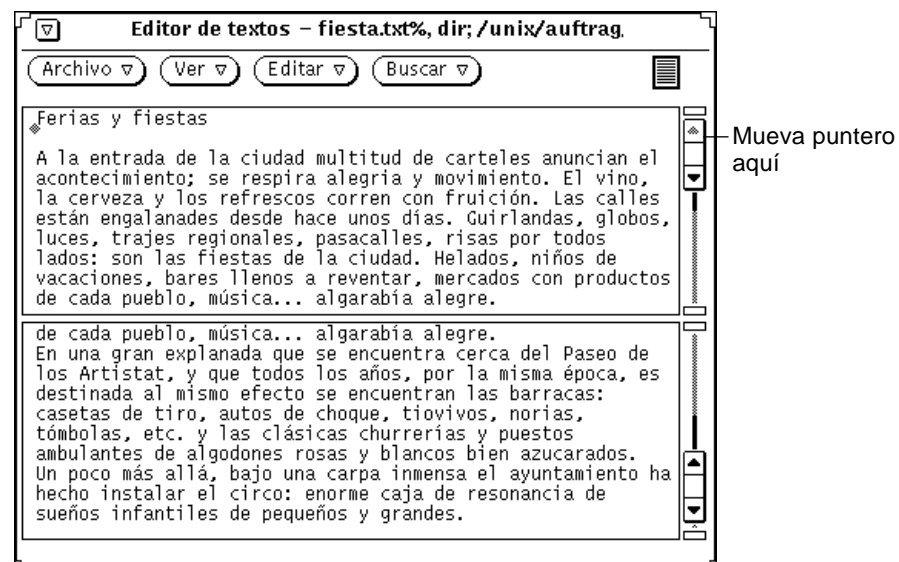 Editor de textos – fiesta.txt%, dir; /unix/auftrag.
Archivo Ver Editar Buscar
Ferias y fiestas
A la entrada de la ciudad multitud de carteles anuncian el
acontecimiento; se respira alegria y movimiento. El vino,
la cerveza y los refrescos corren con fruición. Las calles
están engalanades desde hace unos días. Guirlandas, globos,
luces, trajes regionales, pasacalles, risas por todos
lados: son las fiestas de la ciudad. Helados, niños de
vacaciones, bares llenos a reventar, mercados con productos
de cada pueblo, música... algarabía alegre.
de cada pueblo, música... algarabía alegre.
En una gran explanada que se encuentra cerca del Paseo de
los Artistat, y que todos los años, por la misma época, es
destinada al mismo efecto se encuentran las barracas:
casetas de tiro, autos de choque, tiovivos, norias,
tómbolas, etc. y las clásicas churrerías y puestos
ambulantes de algodones rosas y blancos bien azucarados.
Un poco más allá, bajo una carpa inmensa el ayuntamiento ha
hecho instalar el circo: enorme caja de resonancia de
sueños infantiles de pequeños y grandes.
Mueva puntero
aquí